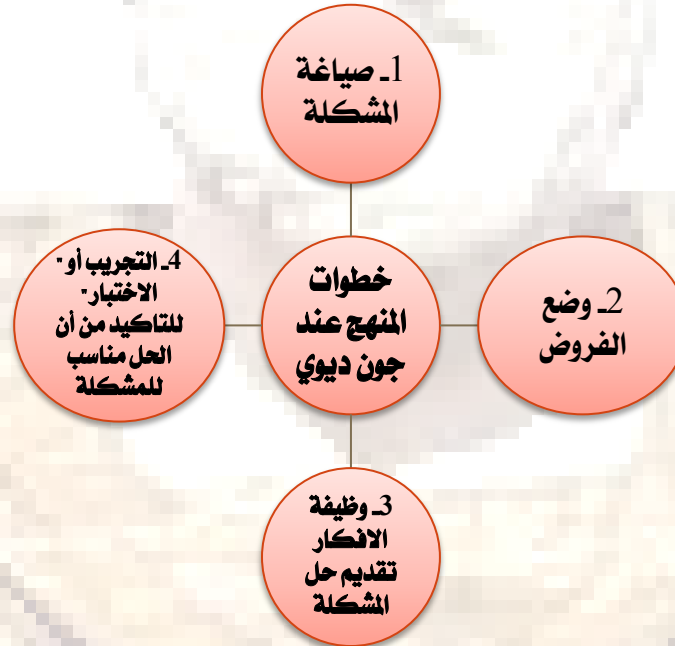 1ـ صياغة
المشكلة
خطوات
المنهج عند
جون ديوي
2ـ وضع
الفروض
3ـ وظيفة
الافكار
تقديم حل
المشكلة
4ـ التجريب أو "
الاختبار"
للتاكيد من أن
الحل مناسب
للمشكلة